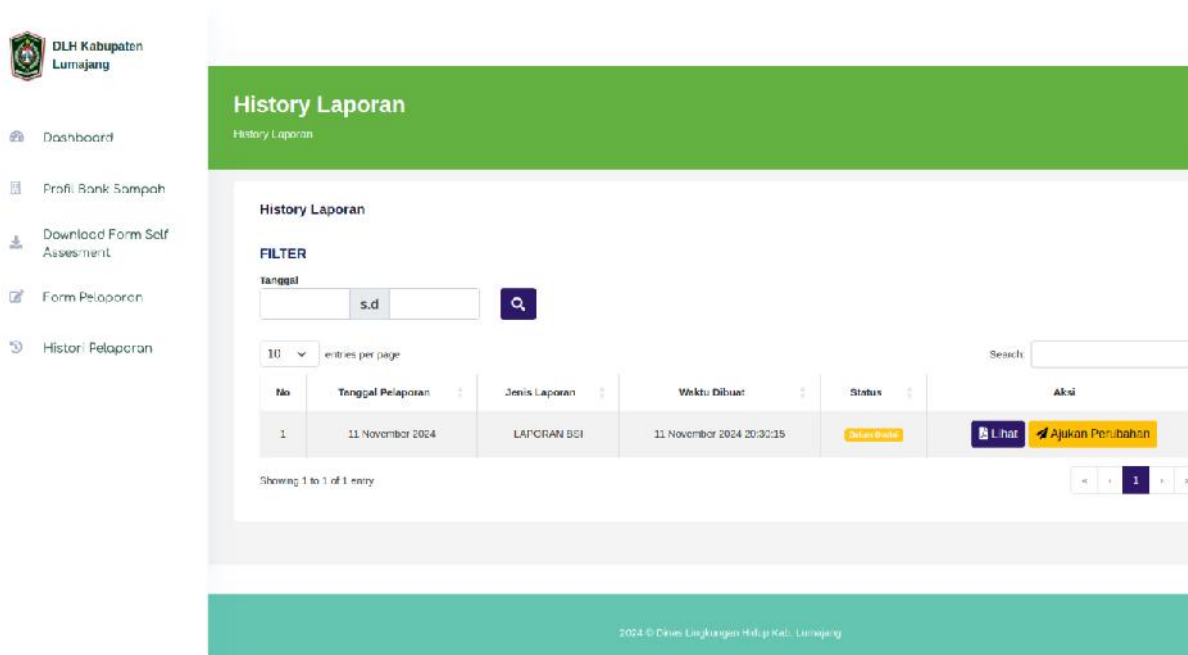 DLH Kabupaten
Lumajang
Dashboard
Profil Bank Sampah
Download Form Self
Assesment
Form Pelaporan
Histori Pelaporan
History Laporan
History Laporan
History Laporan
FILTER
Tanggal
s.d
10 entries per page
Search:
No Tanggal Pelaporan Jenis Laporan Waktu Dibuat Status Aksi
1 11 November 2024 LAPORAN BSI 11 November 2024 20:30:15 Lihat Ajukan Perubahan
Showing 1 to 1 of 1 entry
« ‹ 1 ›
2024 © Dinas Lingkungan Hidup Kab. Lumajang